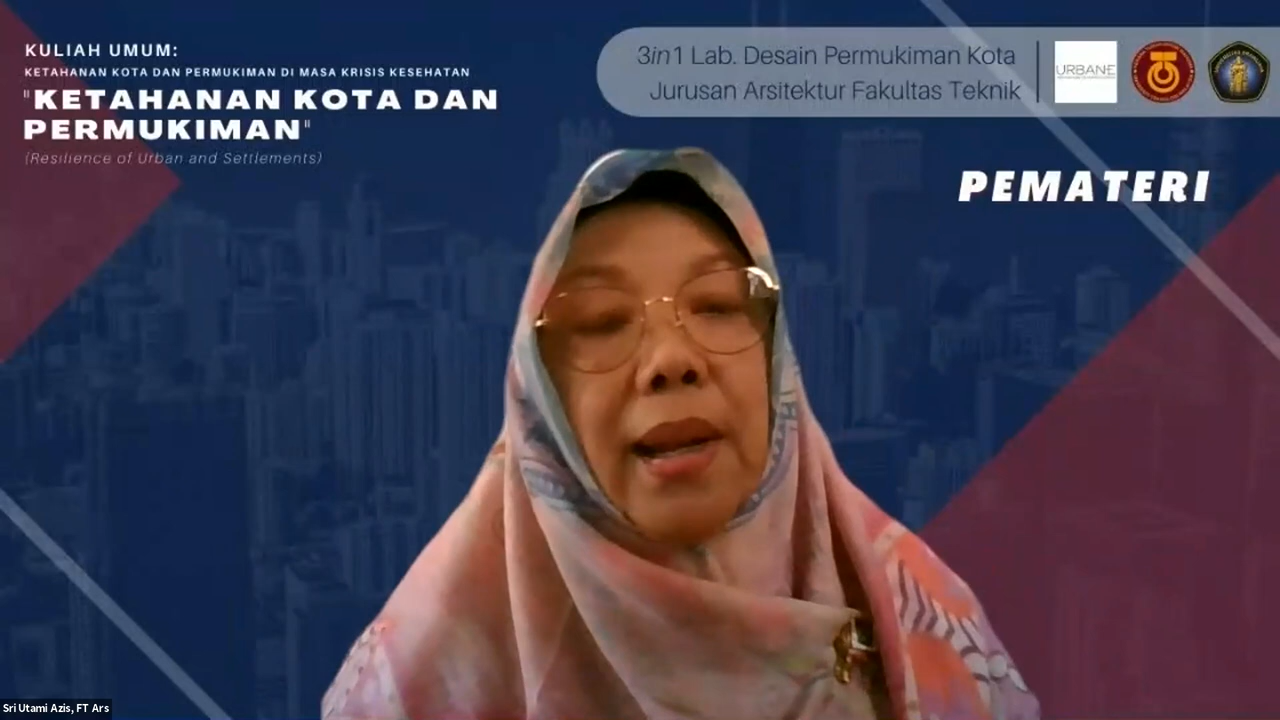 KULIAH UMUM:
KETAHANAN KOTA DAN PERMUKIMAN DI MASA KRISIS KESEHATAN
"KETAHANAN KOTA DAN
PERMUKIMAN"
(Resilience of Urban and Settlements)
3in1 Lab. Desain Permukiman Kota
Jurusan Arsitektur Fakultas Teknik
URBANE
PEMATERI
Sri Utami Azis, FT Ars